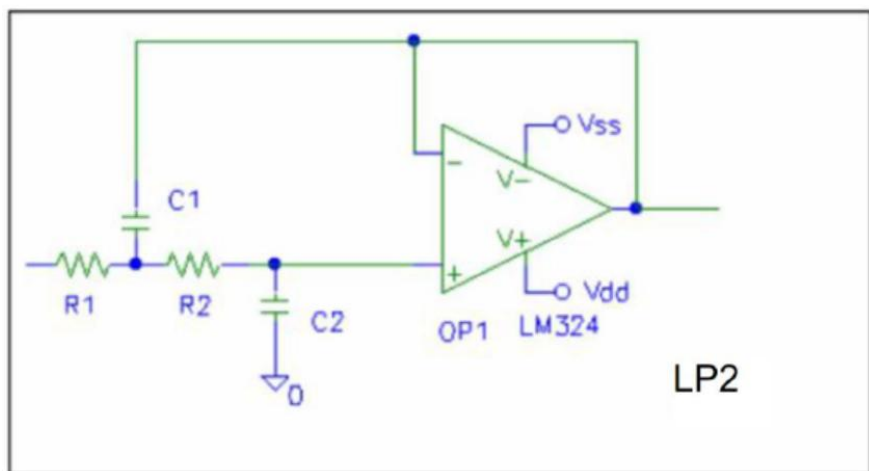 Vss
-
V-
C1
V+
+
R1
R2
C2
Vdd
OP1
LM324
0
LP2